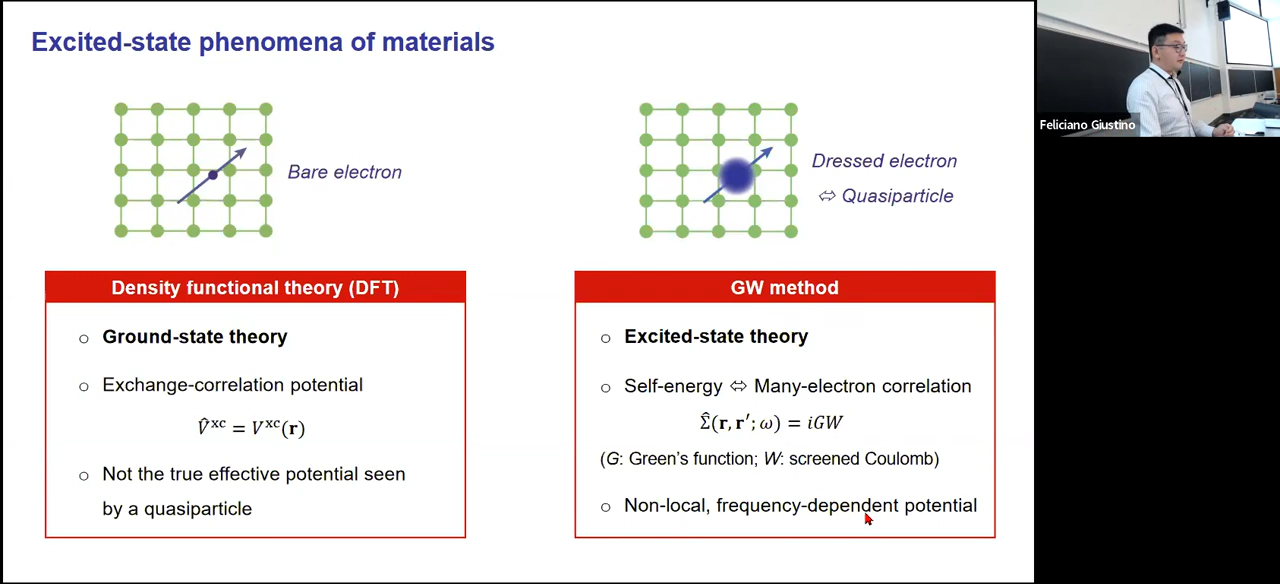 Excited-state phenomena of materials
Bare electron
Dressed electron
⇔ Quasiparticle
Density functional theory (DFT)
○ Ground-state theory
○ Exchange-correlation potential
V̂ˣᶜ = Vˣᶜ(r)
○ Not the true effective potential seen
by a quasiparticle
GW method
○ Excited-state theory
○ Self-energy ⇔ Many-electron correlation
Σ̂(r, r′; ω) = iGW
(G: Green's function; W: screened Coulomb)
○ Non-local, frequency-dependent potential
Feliciano Giustino